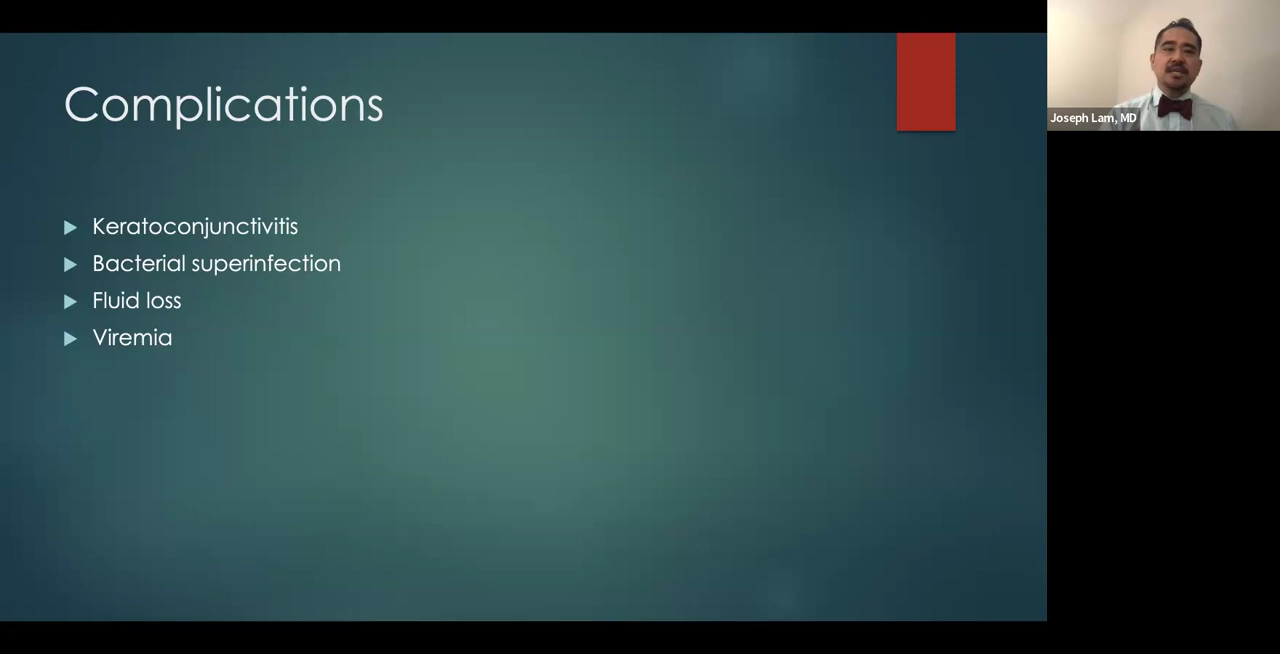 Complications
Keratoconjunctivitis
Bacterial superinfection
Fluid loss
Viremia
Joseph Lam, MD